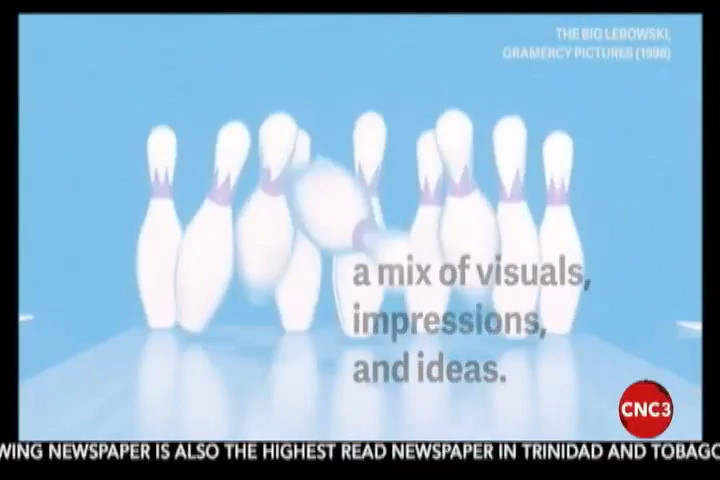 THE BIG LEBOWSKI,
GRAMERCY PICTURES (1998)
a mix of visuals,
impressions,
and ideas.
CNC3
WING NEWSPAPER IS ALSO THE HIGHEST READ NEWSPAPER IN TRINIDAD AND TOBAGO